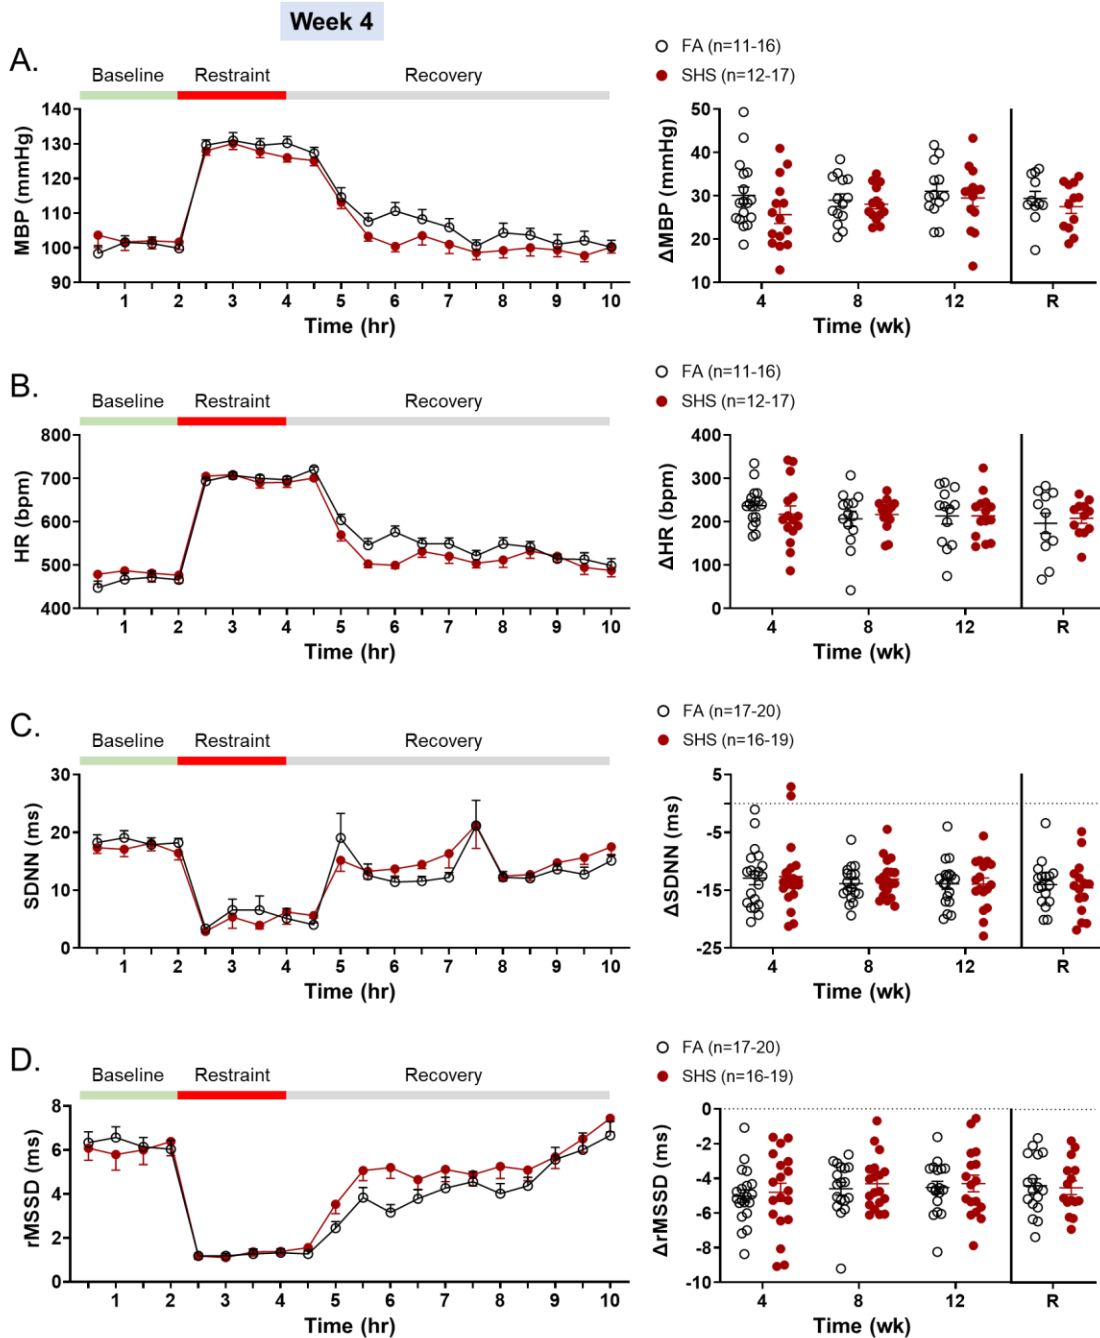 Week 4
A.
Baseline Restraint Recovery
MBP (mmHg)
140
130
120
110
100
90
1 2 3 4 5 6 7 8 9 10
Time (hr)
FA (n=11-16)
SHS (n=12-17)
ΔMBP (mmHg)
50
40
30
20
10
4 8 12 R
Time (wk)
B.
Baseline Restraint Recovery
HR (bpm)
800
700
600
500
400
1 2 3 4 5 6 7 8 9 10
Time (hr)
FA (n=11-16)
SHS (n=12-17)
ΔHR (bpm)
400
300
200
100
0
4 8 12 R
Time (wk)
C.
Baseline Restraint Recovery
SDNN (ms)
30
20
10
0
1 2 3 4 5 6 7 8 9 10
Time (hr)
FA (n=17-20)
SHS (n=16-19)
ΔSDNN (ms)
5
-5
-15
-25
4 8 12 R
Time (wk)
D.
Baseline Restraint Recovery
rMSSD (ms)
8
6
4
2
0
1 2 3 4 5 6 7 8 9 10
Time (hr)
FA (n=17-20)
SHS (n=16-19)
ΔrMSSD (ms)
0
-2
-4
-6
-8
-10
4 8 12 R
Time (wk)